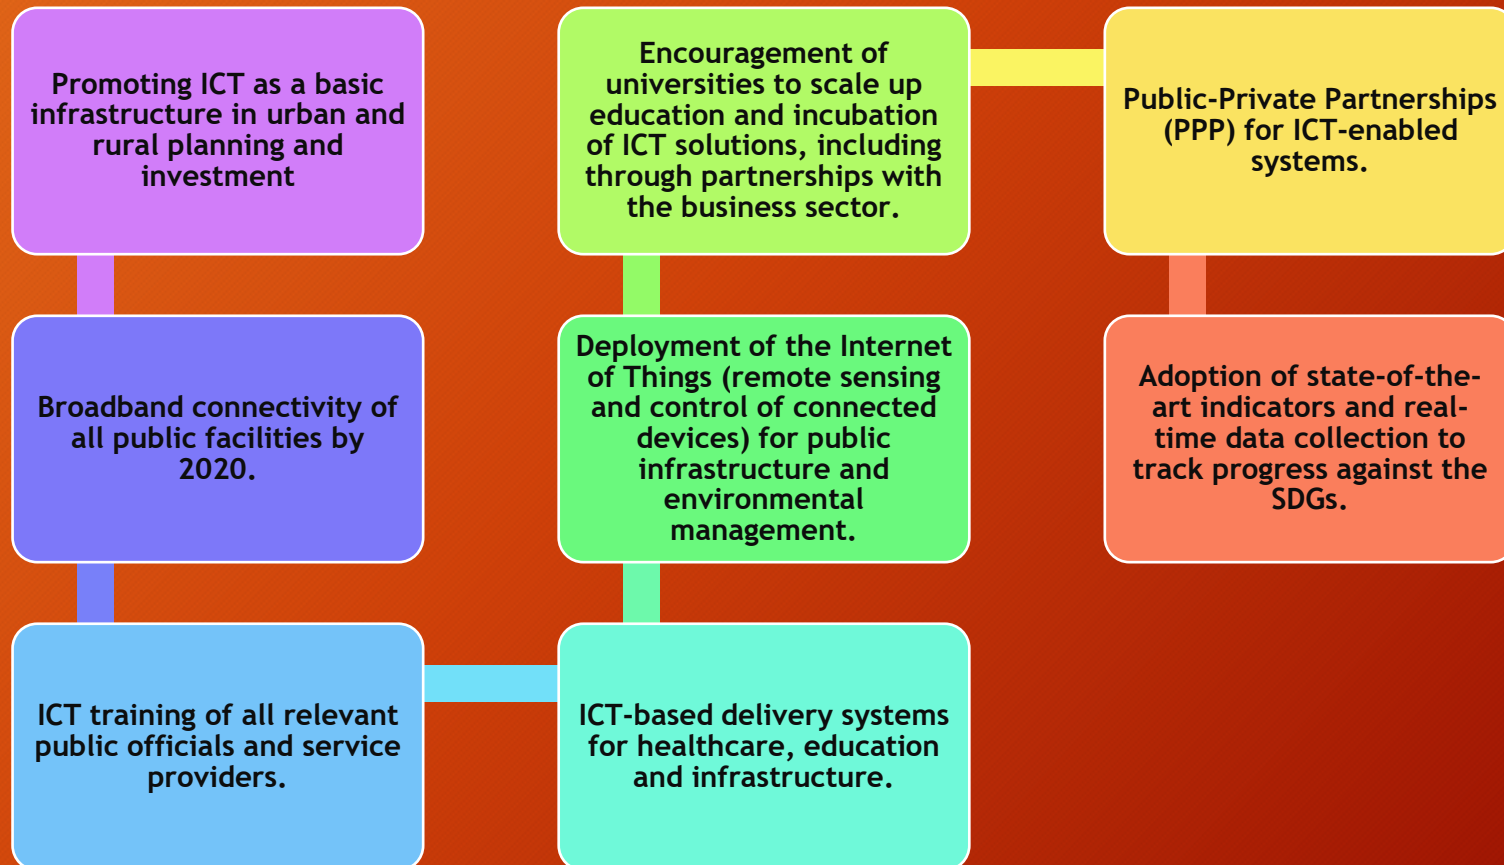 Promoting ICT as a basic
infrastructure in urban and
rural planning and
investment
Broadband connectivity of
all public facilities by
2020.
ICT training of all relevant
public officials and service
providers.
ICT-based delivery systems
for healthcare, education
and infrastructure.
Deployment of the Internet
of Things (remote sensing
and control of connected
devices) for public
infrastructure and
environmental
management.
Encouragement of
universities to scale up
education and incubation
of ICT solutions, including
through partnerships with
the business sector.
Public-Private Partnerships
(PPP) for ICT-enabled
systems.
Adoption of state-of-the-
art indicators and real-
time data collection to
track progress against the
SDGs.